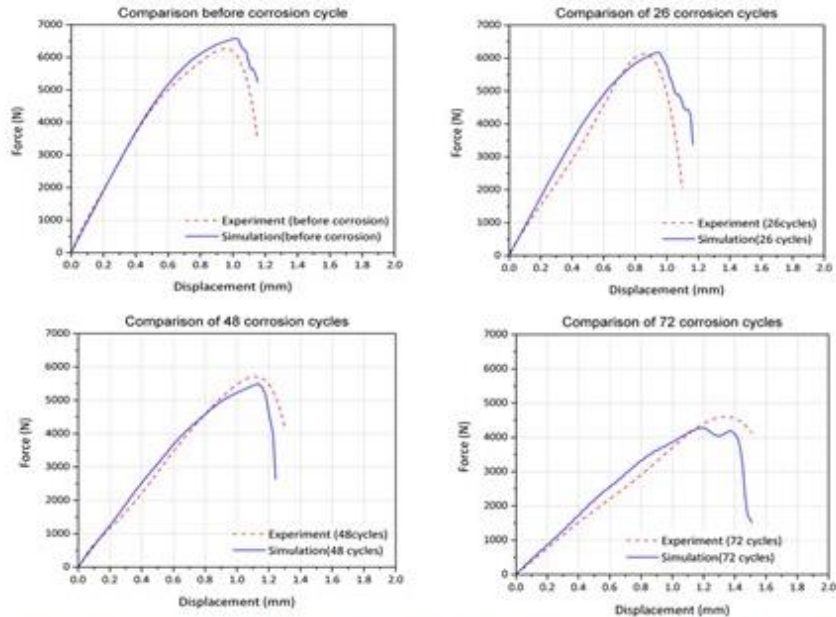 Comparison before corrosion cycle
7000
6000
5000
4000
3000
2000
1000
0
Force (N)
Experiment (before corrosion)
Simulation(before corrosion)
0.0 0.2 0.4 0.6 0.8 1.0 1.2 1.4 1.6 1.8 2.0
Displacement (mm)
Comparison of 26 corrosion cycles
7000
6000
5000
4000
3000
2000
1000
0
Force (N)
Experiment (26cycles)
Simulation(26 cycles)
0.0 0.2 0.4 0.6 0.8 1.0 1.2 1.4 1.6 1.8 2.0
Displacement (mm)
Comparison of 48 corrosion cycles
7000
6000
5000
4000
3000
2000
1000
0
Force (N)
Experiment (48cycles)
Simulation(48 cycles)
0.0 0.2 0.4 0.6 0.8 1.0 1.2 1.4 1.6 1.8 2.0
Displacement (mm)
Comparison of 72 corrosion cycles
7000
6000
5000
4000
3000
2000
1000
0
Force (N)
Experiment (72 cycles)
Simulation(72 cycles)
0.0 0.2 0.4 0.6 0.8 1.0 1.2 1.4 1.6 1.8 2.0
Displacement (mm)